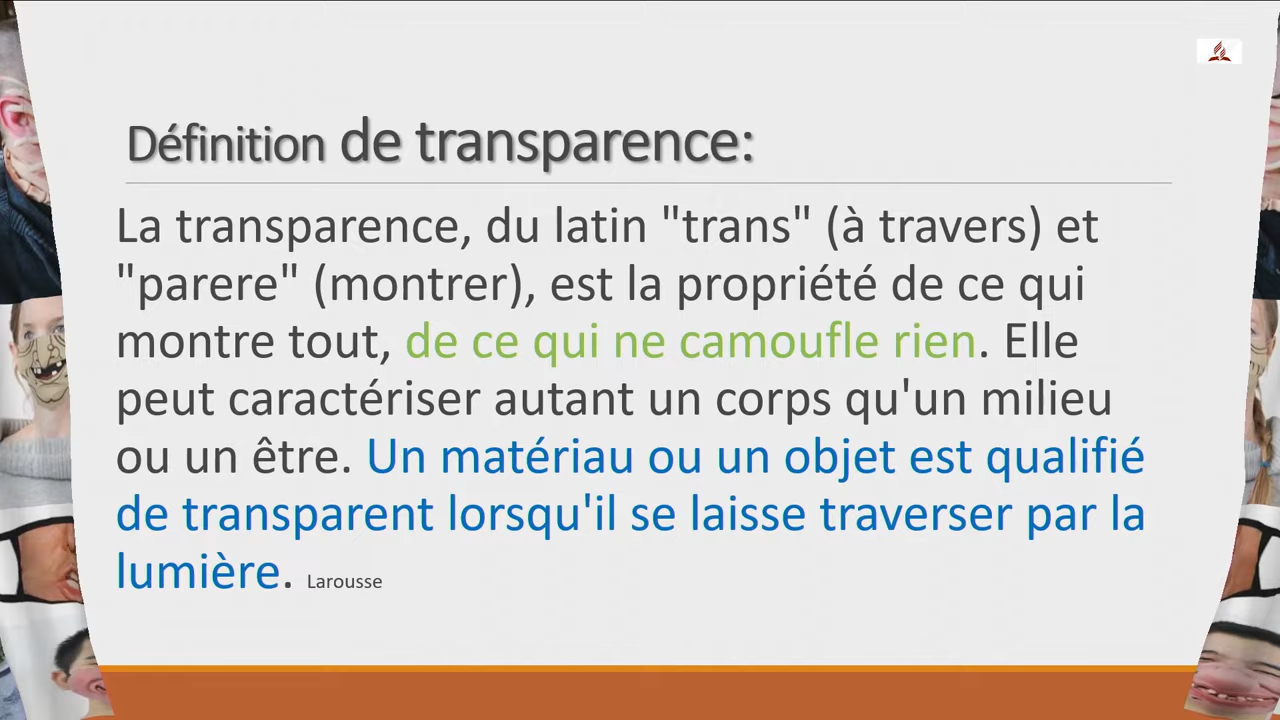 Définition de transparence:
La transparence, du latin "trans" (à travers) et
"parere" (montrer), est la propriété de ce qui
montre tout, de ce qui ne camoufle rien. Elle
peut caractériser autant un corps qu'un milieu
ou un être. Un matériau ou un objet est qualifié
de transparent lorsqu'il se laisse traverser par la
lumière. Larousse